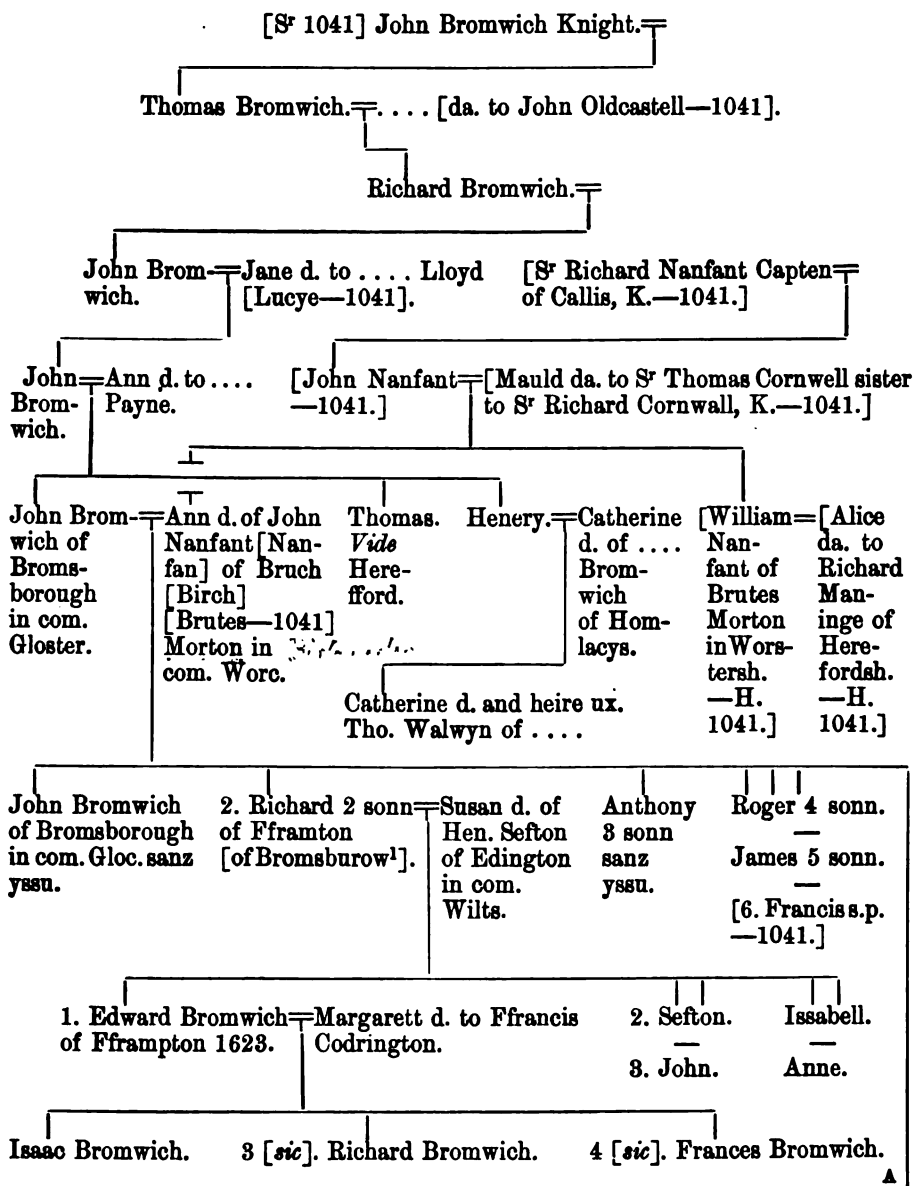 [Sʳ 1041] John Bromwich Knight.
Thomas Bromwich. . . . . [da. to John Oldcastell—1041].
Richard Bromwich.
John Brom-
wich.
Jane d. to . . . . Lloyd
[Lucye—1041].
[Sʳ Richard Nanfant Capten
of Callis, K.—1041.]
John
Brom-
wich.
Ann d. to . . . .
Payne.
[John Nanfant
—1041.]
[Mauld da. to Sʳ Thomas Cornwell sister
to Sʳ Richard Cornwall, K.—1041.]
John Brom-
wich of
Broms-
borough
in com.
Gloster.
Ann d. of John
Nanfant [Nan-
fan] of Bruch
[Birch]
[Brutes—1041]
Morton in
com. Worc.
Thomas.
Vide
Here-
fford.
Henery.
Catherine
d. of . . . .
Brom-
wich
of Hom-
lacys.
[William
Nan-
fant of
Brutes
Morton
in Wors-
tersh.
—H.
1041.]
[Alice
da. to
Richard
Man-
inge of
Here-
fordsh.
—H.
1041.]
Catherine d. and heire ux.
Tho. Walwyn of . . . .
John Bromwich
of Bromsborough
in com. Gloc. sanz
yssu.
2. Richard 2 sonn
of Fframton
[of Bromsburow¹].
Susan d. of
Hen. Sefton
of Edington
in com.
Wilts.
Anthony
3 sonn
sanz
yssu.
Roger 4 sonn.
—
James 5 sonn.
—
[6. Francis s.p.
—1041.]
1. Edward Bromwich
of Fframpton 1623.
Margarett d. to Ffrancis
Codrington.
2. Sefton.
—
3. John.
Issabell.
—
Anne.
Isaac Bromwich.
3 [sic]. Richard Bromwich.
4 [sic]. Frances Bromwich.
A